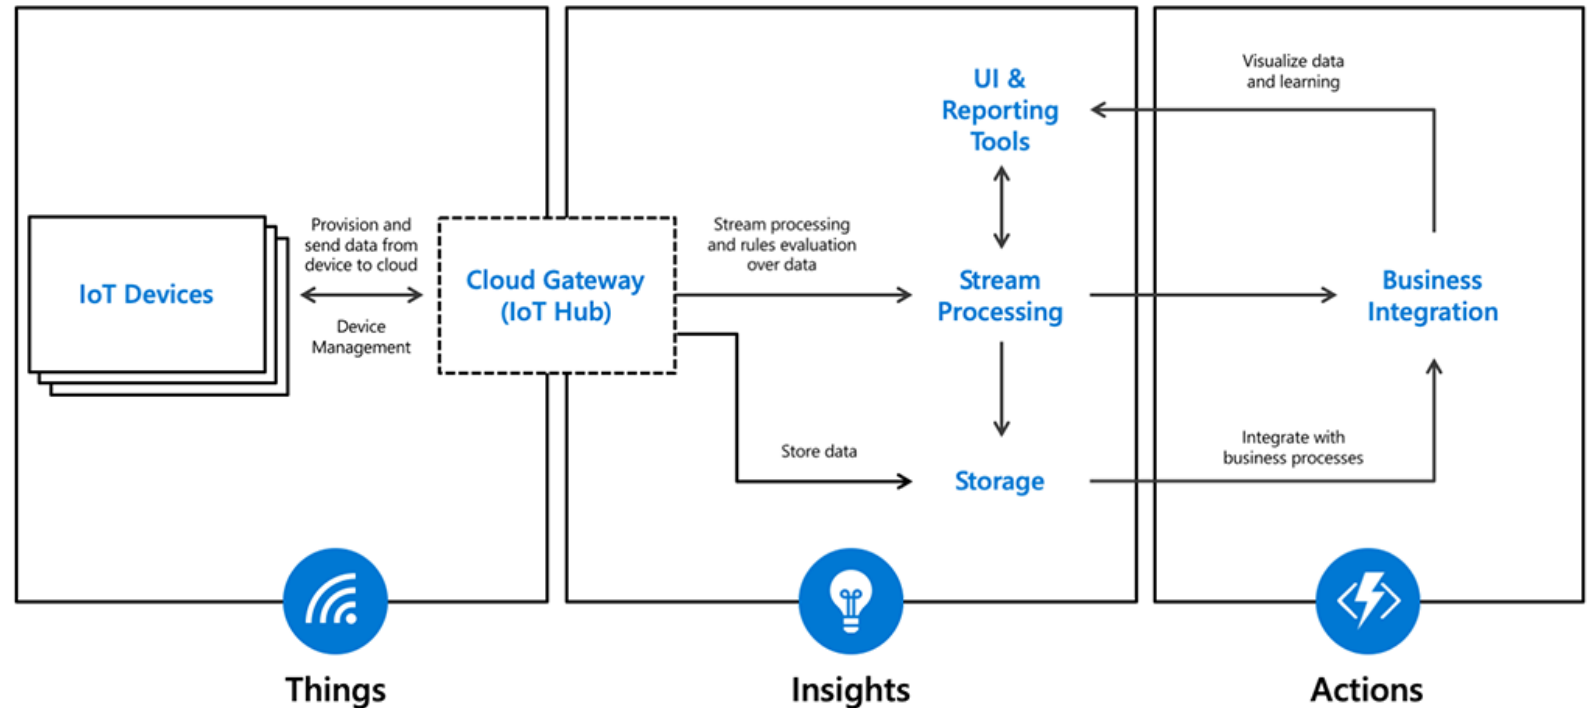 Visualize data
and learning
UI &
Reporting
Tools
Provision and
send data from
device to cloud
Stream processing
and rules evaluation
over data
IoT Devices
Cloud Gateway
(IoT Hub)
Stream
Processing
Business
Integration
Device
Management
Store data
Integrate with
business processes
Storage
Things
Insights
Actions